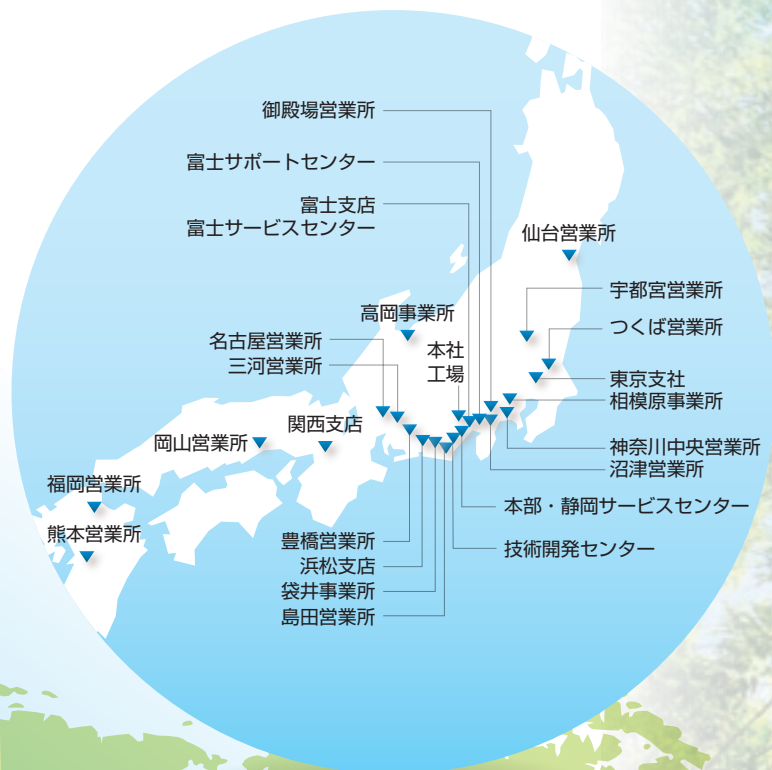 御殿場営業所
富士サポートセンター
富士支店
富士サービスセンター
仙台営業所
宇都宮営業所
高岡事業所
つくば営業所
名古屋営業所
本社
工場
三河営業所
東京支社
相模原事業所
関西支店
岡山営業所
神奈川中央営業所
沼津営業所
福岡営業所
本部・静岡サービスセンター
熊本営業所
豊橋営業所
技術開発センター
浜松支店
袋井事業所
島田営業所